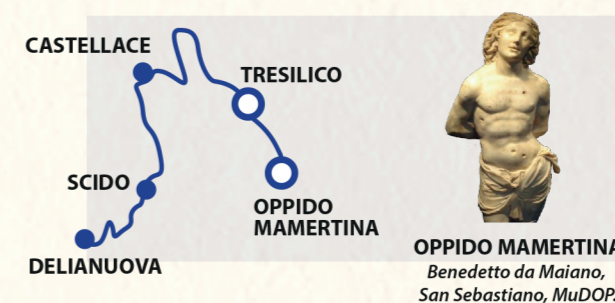 CASTELLACE
TRESILICO
SCIDO
OPPIDO
MAMERTINA
DELIANUOVA
OPPIDO MAMERTINA
Benedetto da Maiano,
San Sebastiano, MuDOP